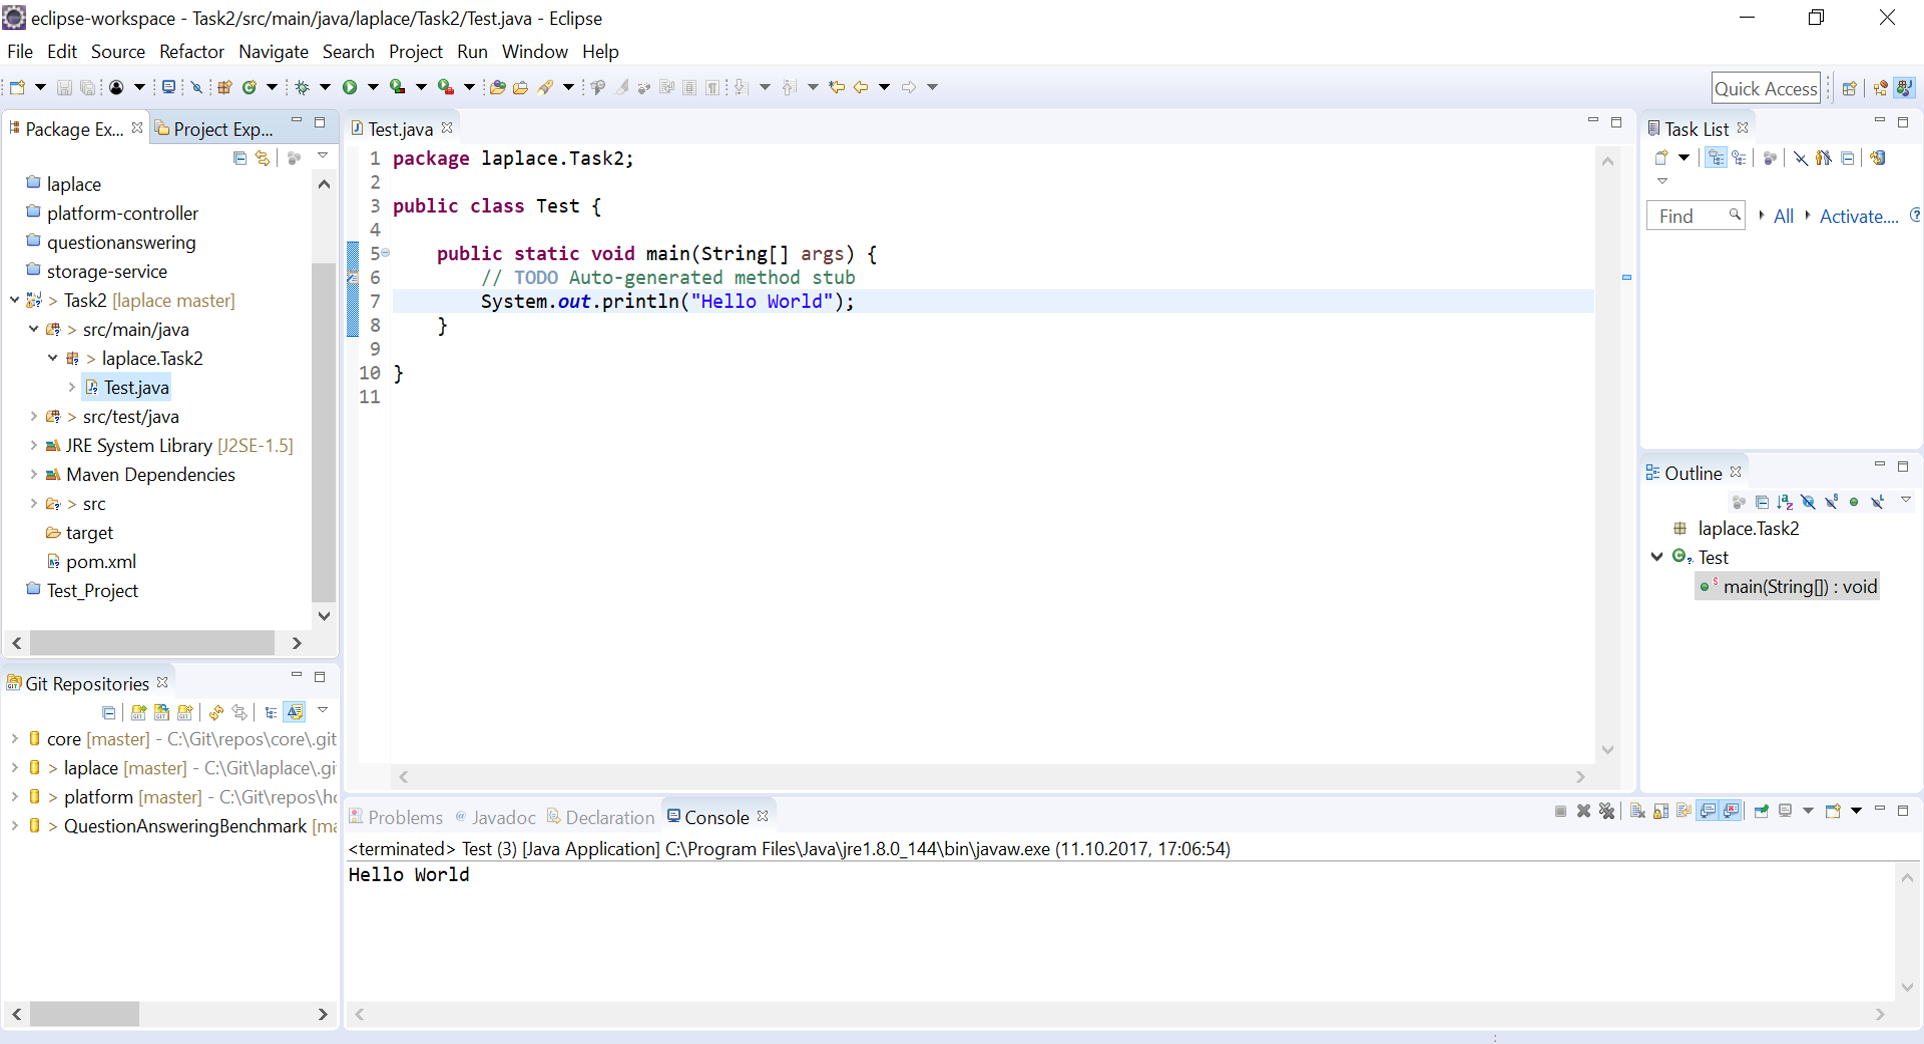 eclipse-workspace - Task2/src/main/java/laplace/Task2/Test.java - Eclipse
File Edit Source Refactor Navigate Search Project Run Window Help
Quick Access
Package Ex...
Project Exp...
laplace
platform-controller
questionanswering
storage-service
> Task2 [laplace master]
> src/main/java
> laplace.Task2
Test.java
> src/test/java
JRE System Library [J2SE-1.5]
Maven Dependencies
> src
target
pom.xml
Test_Project
Git Repositories
core [master] - C:\Git\repos\core\.git
> laplace [master] - C:\Git\laplace\.gi
> platform [master] - C:\Git\repos\
> QuestionAnsweringBenchmark [ma
Test.java
1 package laplace.Task2;
2
3 public class Test {
4
5 public static void main(String[] args) {
6 // TODO Auto-generated method stub
7 System.out.println("Hello World");
8 }
9
10 }
11
Problems @ Javadoc Declaration Console
<terminated> Test (3) [Java Application] C:\Program Files\Java\jre1.8.0_144\bin\javaw.exe (11.10.2017, 17:06:54)
Hello World
Task List
Find
All
Activate....
Outline
laplace.Task2
Test
main(String[]) : void